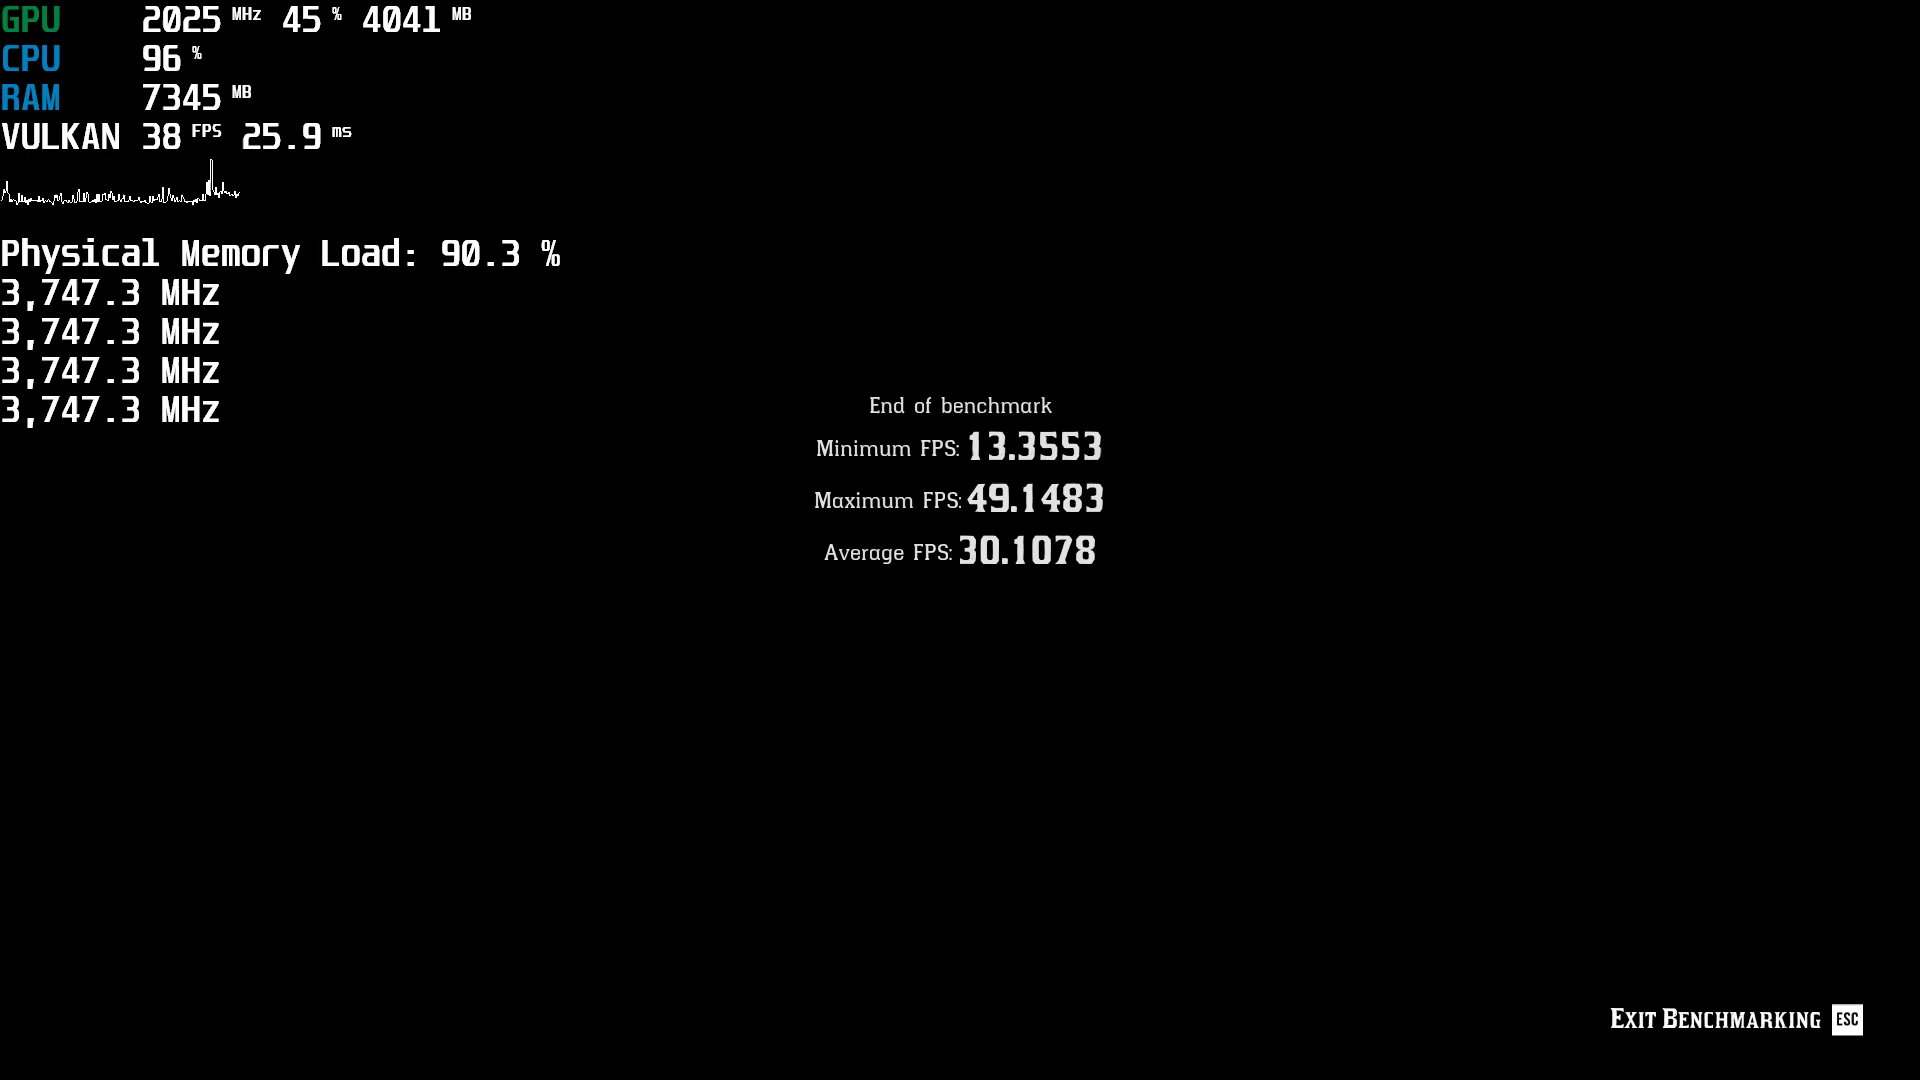 GPU 2025 MHz 45 % 4041 MB
CPU 96 %
RAM 7345 MB
VULKAN 38 FPS 25.9 ms
Physical Memory Load: 90.3 %
3,747.3 MHz
3,747.3 MHz
3,747.3 MHz
3,747.3 MHz
End of benchmark
Minimum FPS: 13.3553
Maximum FPS: 49.1483
Average FPS: 30.1078
Exit Benchmarking ESC